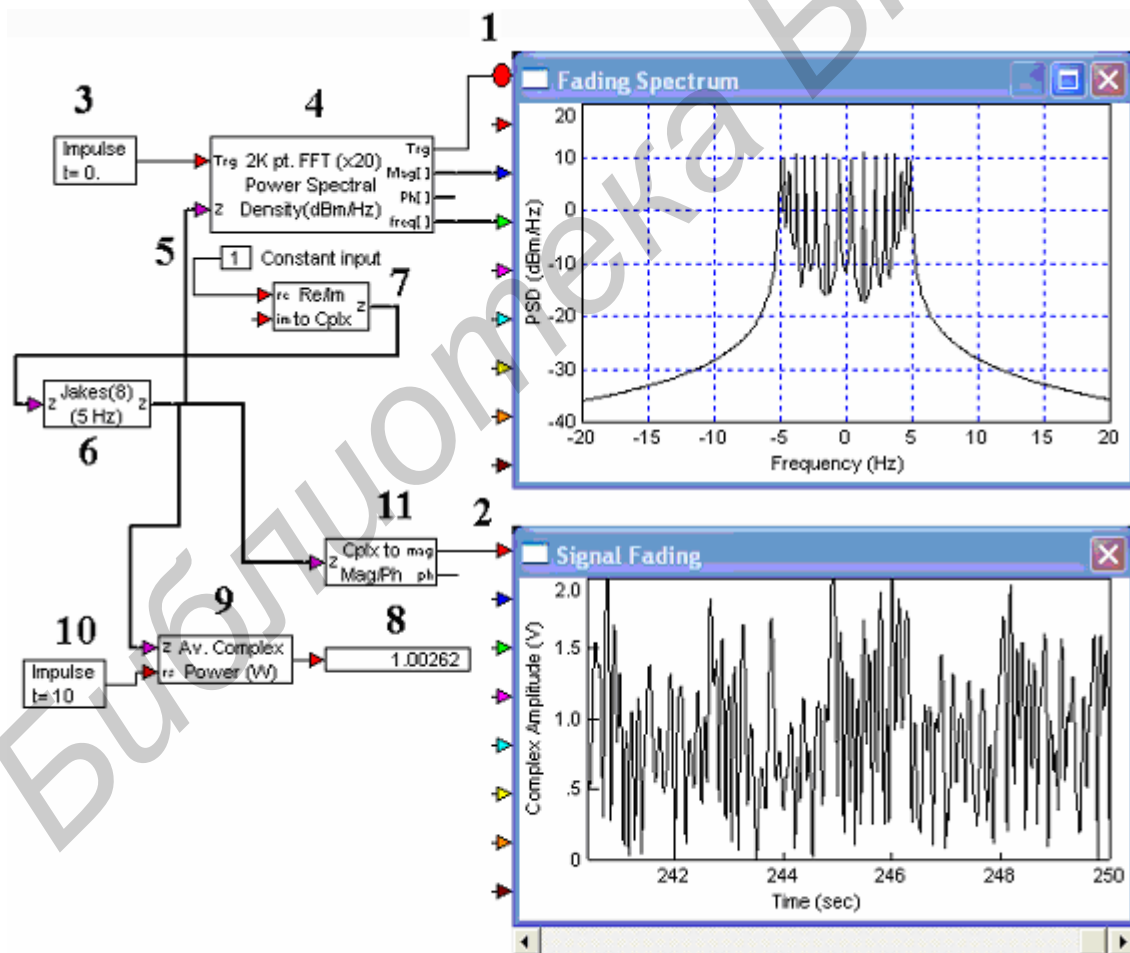 1
Fading Spectrum
3
4
Impulse
t= 0.
Trg
2K pt. FFT (x20)
Power Spectral
Density(dBm/Hz)
Z
Trg
Mag[ ]
Ph[ ]
freq[ ]
5
1
Constant input
7
re
Re/Im
im
to Cplx
Z
Z
Jakes(8)
(5 Hz)
Z
6
PSD (dBm/Hz)
20
10
0
-10
-20
-30
-40
-20
-15
-10
-5
0
5
10
15
20
Frequency (Hz)
11
2
Z
Cplx to
Mag/Ph
mag
ph
Signal Fading
9
8
10
Impulse
t= 10
Z
Av. Complex
Power (W)
1.00262
Complex Amplitude (V)
2.0
1.5
1.0
.5
0
242
244
246
248
250
Time (sec)
Библиотека